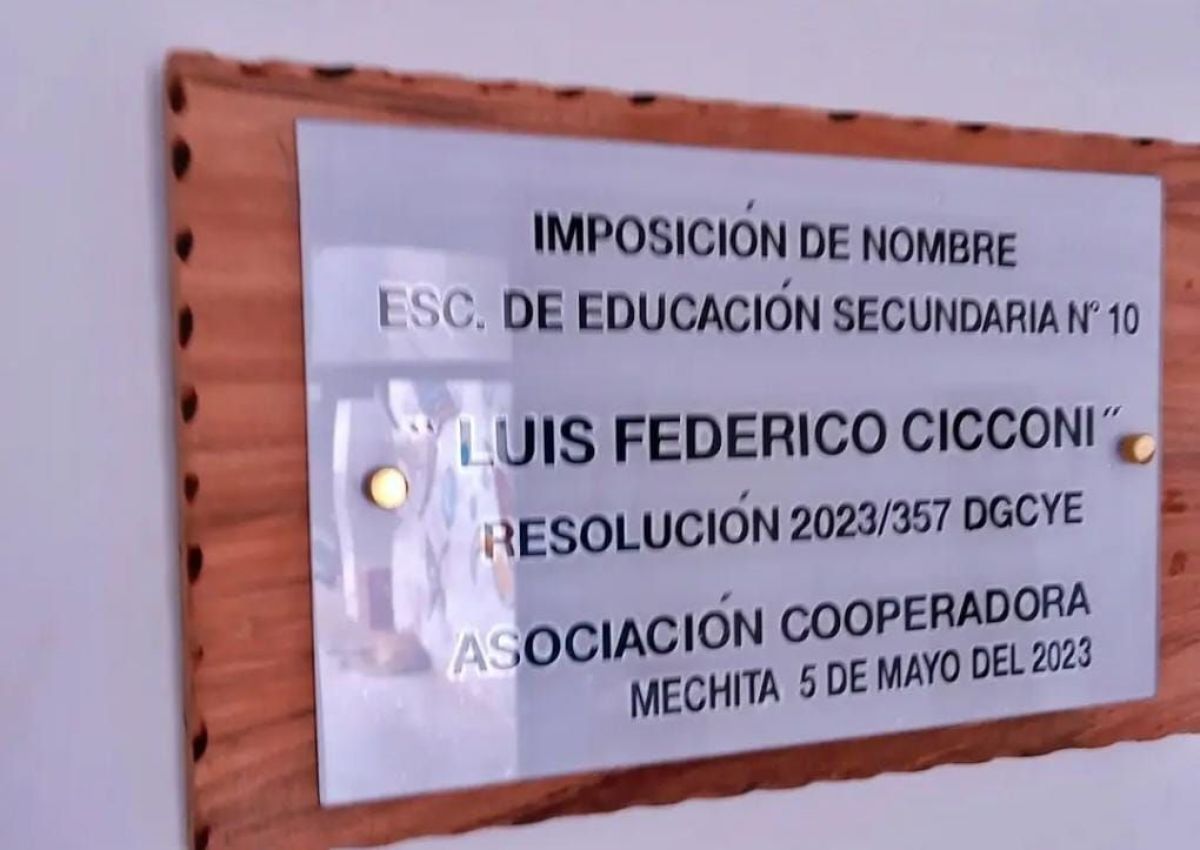 IMPOSICIÓN DE NOMBRE
ESC. DE EDUCACIÓN SECUNDARIA N° 10
"LUIS FEDERICO CICCONI"
RESOLUCIÓN 2023/357 DGCYE
ASOCIACIÓN COOPERADORA
MECHITA 5 DE MAYO DEL 2023